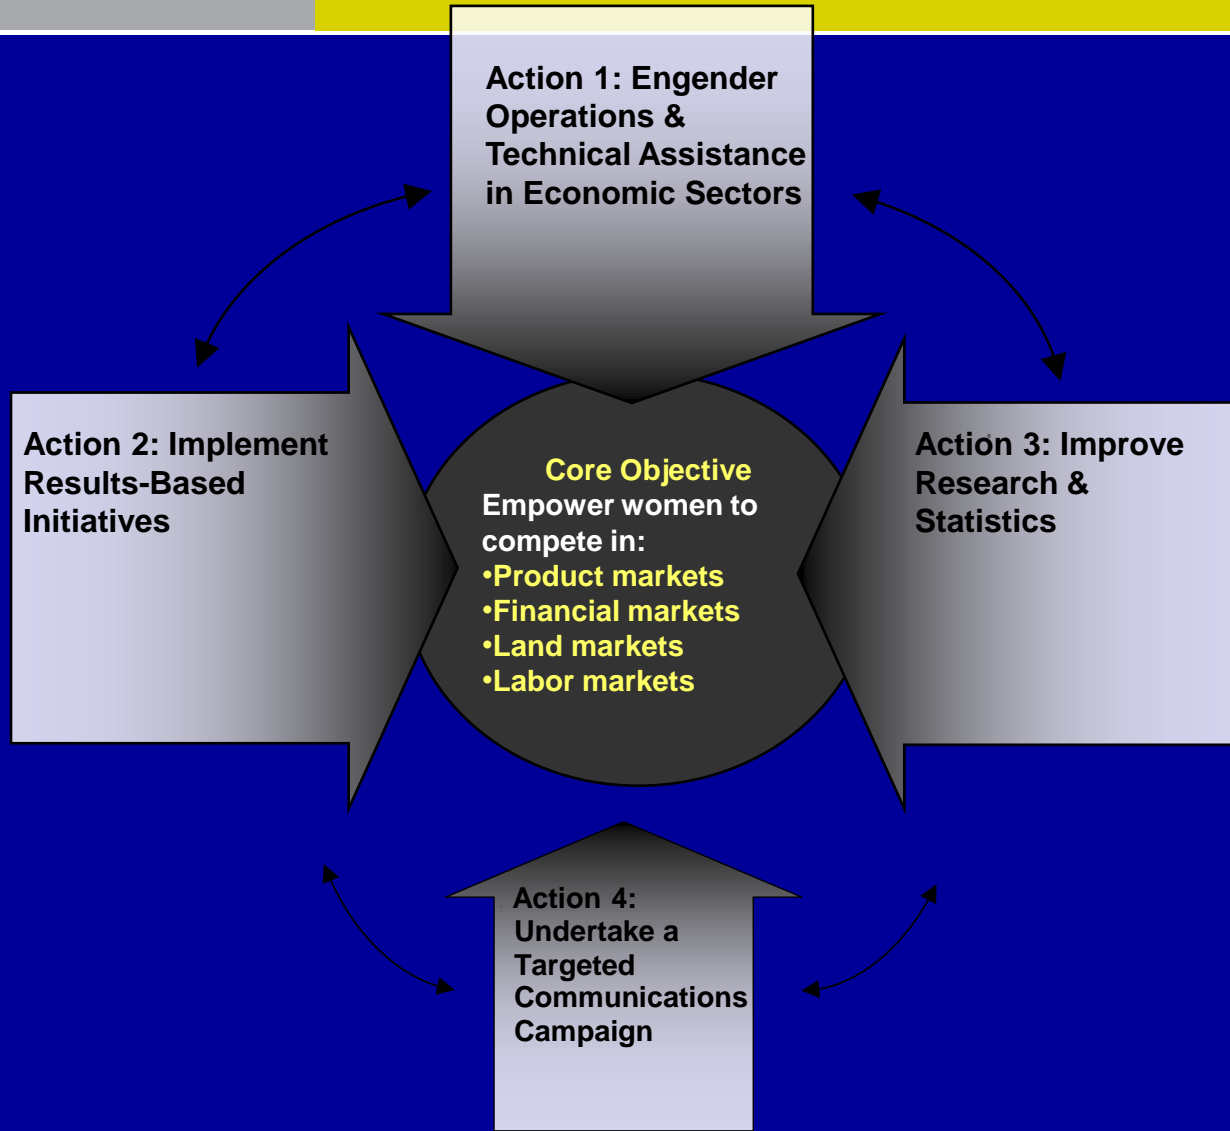 Action 1: Engender
Operations &
Technical Assistance
in Economic Sectors
Action 2: Implement
Results-Based
Initiatives
Core Objective
Empower women to
compete in:
•Product markets
•Financial markets
•Land markets
•Labor markets
Action 3: Improve
Research &
Statistics
Action 4:
Undertake a
Targeted
Communications
Campaign